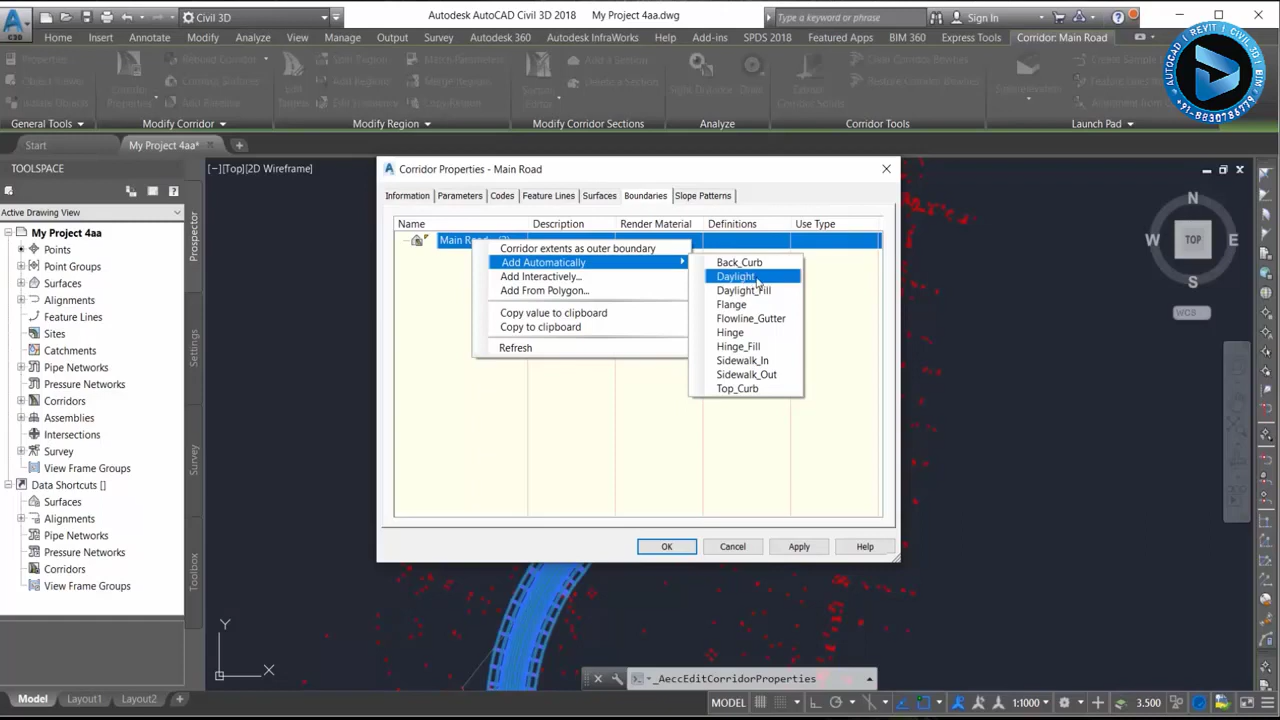 Civil 3D
Autodesk AutoCAD Civil 3D 2018 My Project 4aa.dwg
Type a keyword or phrase
Sign In
Home Insert Annotate Modify Analyze View Manage Output Survey Autodesk 360 Autodesk InfraWorks Help Add-ins SPDS 2018 Featured Apps BIM 360 Express Tools Corridor: Main Road
AUTOCAD I REVIT I CIVIL 3D I BIM
+91-8830786779
General Tools Modify Corridor Modify Region Modify Corridor Sections Analyze Corridor Tools Launch Pad
Start My Project 4aa*
TOOLSPACE
Active Drawing View
My Project 4aa
Points
Point Groups
Surfaces
Alignments
Feature Lines
Sites
Catchments
Pipe Networks
Pressure Networks
Corridors
Assemblies
Intersections
Survey
View Frame Groups
Data Shortcuts []
Surfaces
Alignments
Pipe Networks
Pressure Networks
Corridors
View Frame Groups
Prospector
Settings
Survey
Toolbox
[−][Top][2D Wireframe]
Corridor Properties - Main Road
Information Parameters Codes Feature Lines Surfaces Boundaries Slope Patterns
Name Description Render Material Definitions Use Type
Corridor extents as outer boundary
Add Automatically
Add Interactively...
Add From Polygon...
Copy value to clipboard
Copy to clipboard
Refresh
Back_Curb
Daylight
Daylight_Fill
Flange
Flowline_Gutter
Hinge
Hinge_Fill
Sidewalk_In
Sidewalk_Out
Top_Curb
OK Cancel Apply Help
N
W TOP E
S
WCS
Y
X
_AeccEditCorridorProperties
Model Layout1 Layout2
MODEL 1:1000 3.500